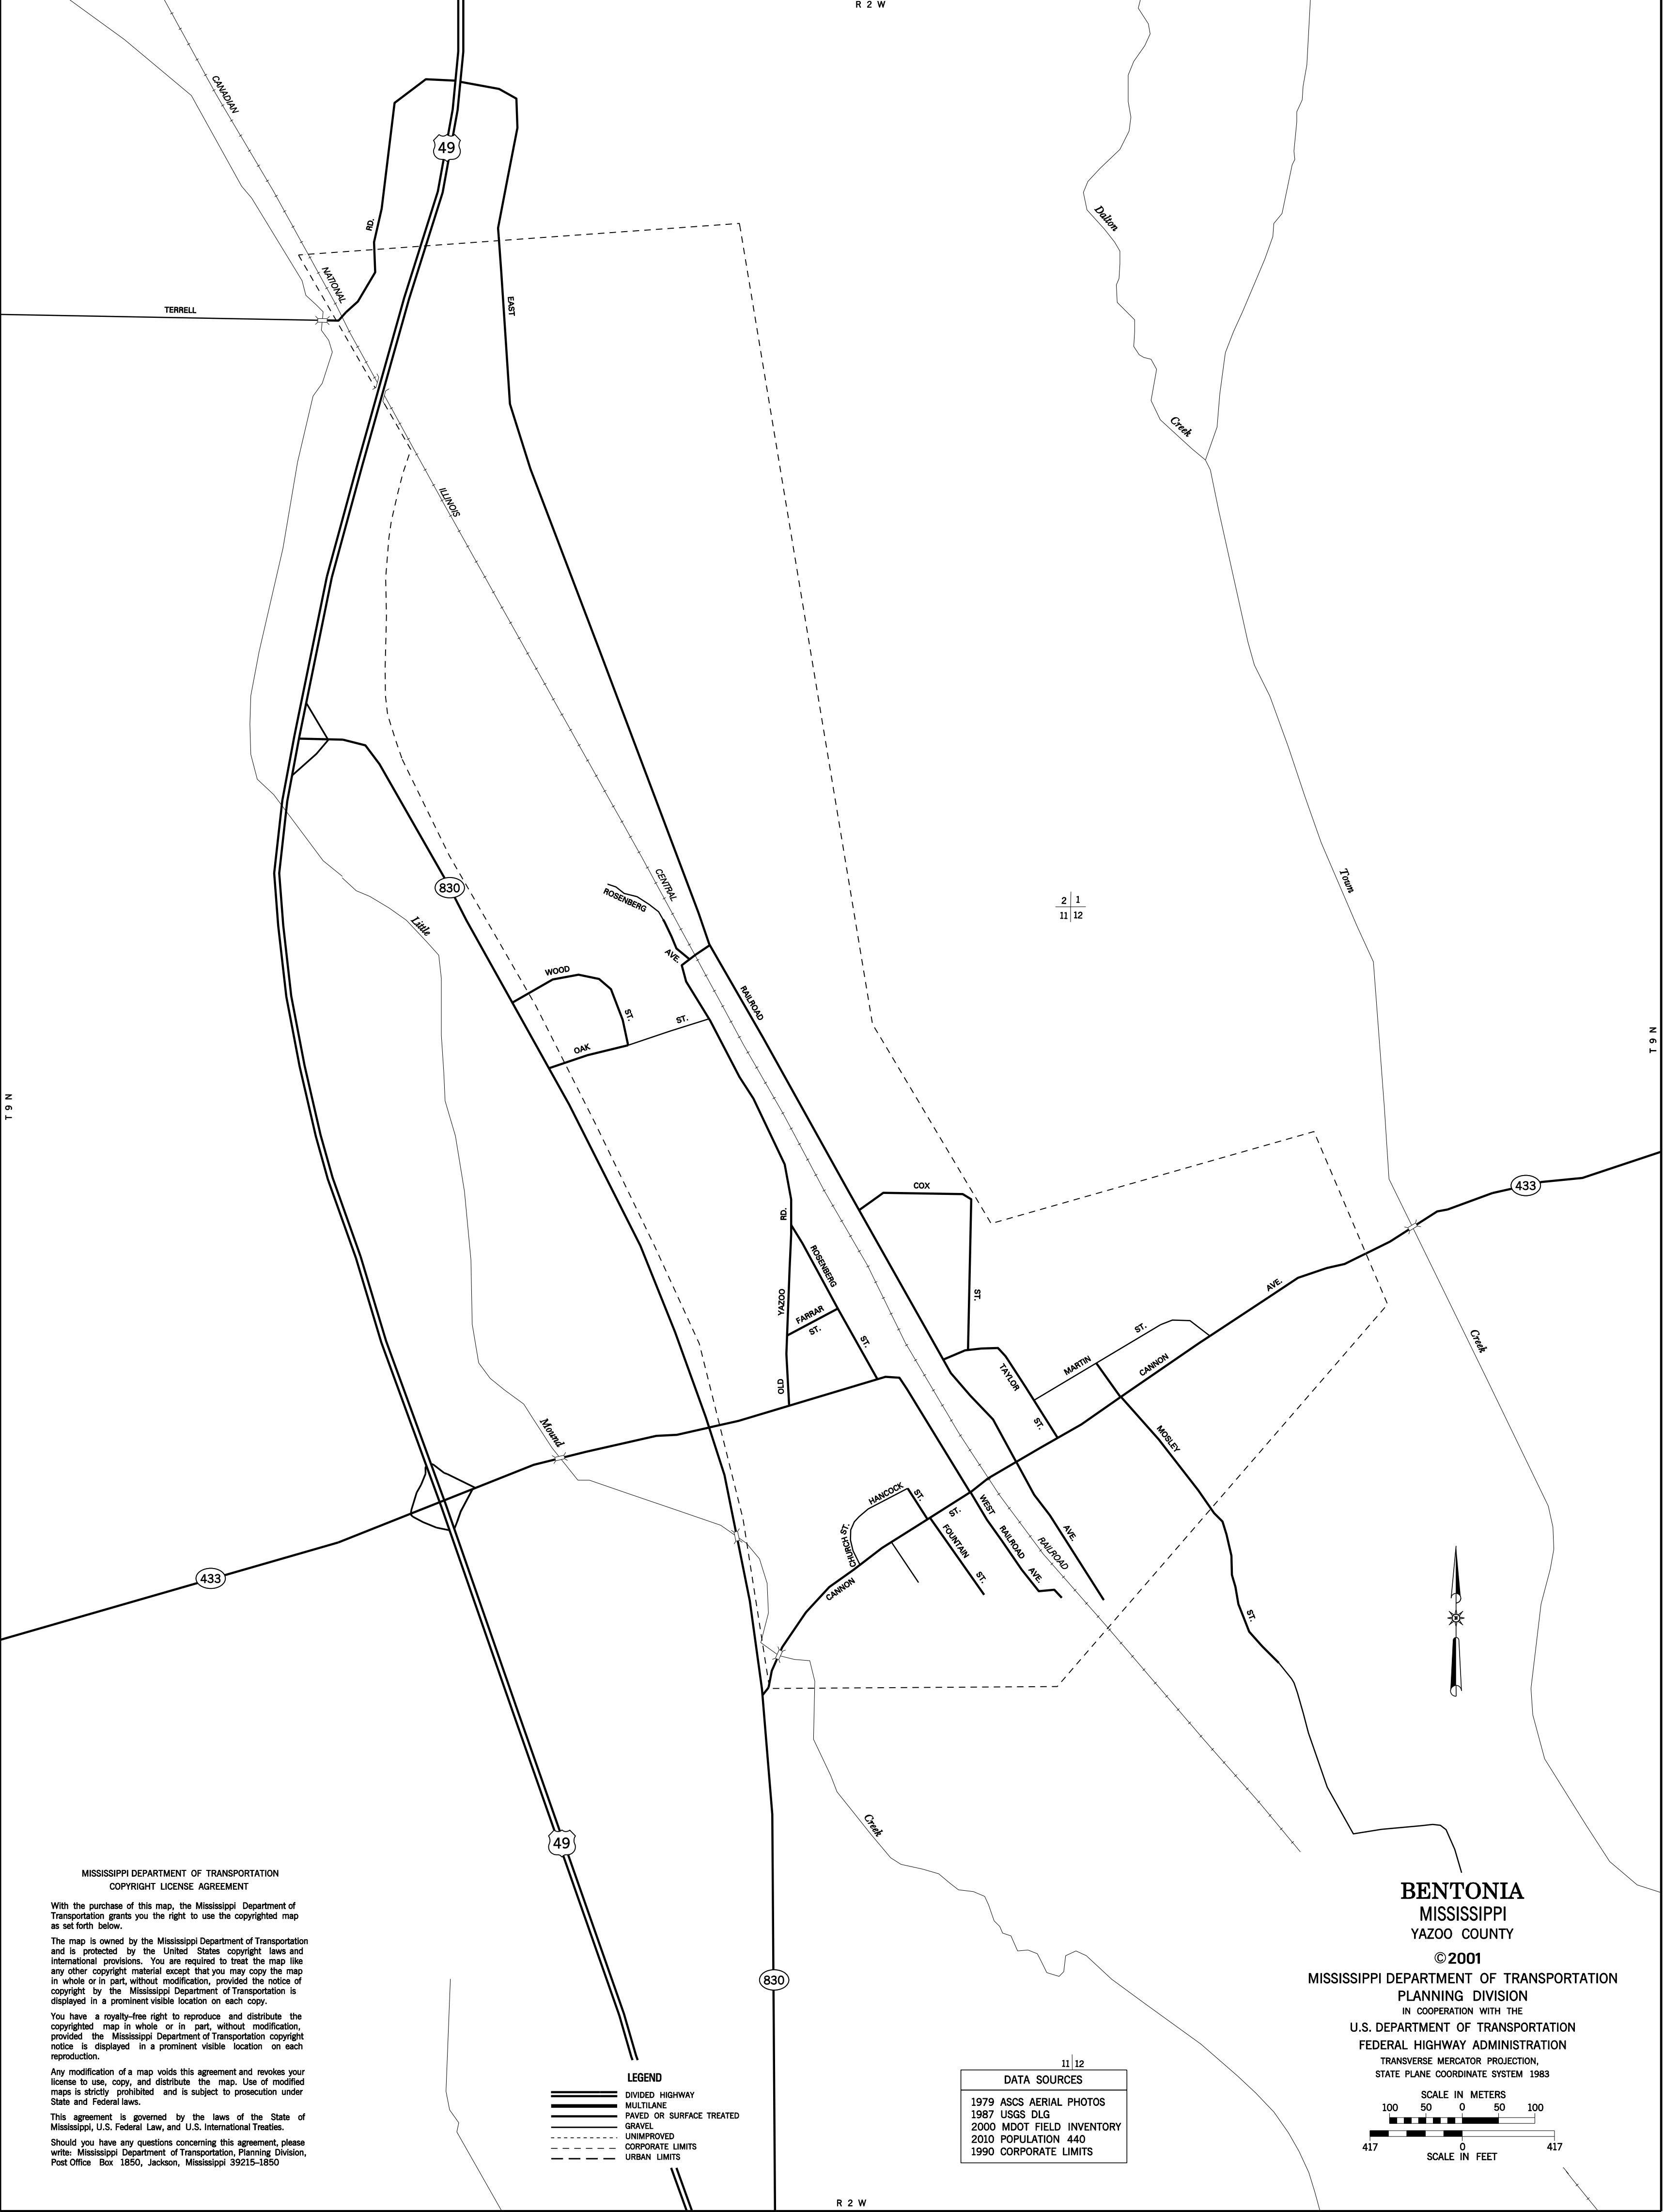 R 2 W
CANADIAN
49
RD.
Dalton
NATIONAL
EAST
TERRELL
Creek
ILLINOIS
830
CENTRAL
ROSENBERG
AVE.
2 1
11 12
Town
Little
WOOD
ST.
RAILROAD
OAK
ST.
T 9 N
T 9 N
COX
ST.
433
RD.
ROSENBERG
ST.
YAZOO
OLD
FARRAR
ST.
AVE.
ST.
MARTIN
CANNON
TAYLOR
ST.
Creek
Mound
MOSLEY
ST.
HANCOCK
ST.
CHURCH ST.
ST.
FOUNTAIN
ST.
WEST
RAILROAD
AVE.
RAILROAD
AVE.
CANNON
433
Creek
49
830
MISSISSIPPI DEPARTMENT OF TRANSPORTATION
COPYRIGHT LICENSE AGREEMENT
With the purchase of this map, the Mississippi Department of
Transportation grants you the right to use the copyrighted map
as set forth below.
The map is owned by the Mississippi Department of Transportation
and is protected by the United States copyright laws and
international provisions. You are required to treat the map like
any other copyright material except that you may copy the map
in whole or in part, without modification, provided the notice of
copyright by the Mississippi Department of Transportation is
displayed in a prominent visible location on each copy.
You have a royalty-free right to reproduce and distribute the
copyrighted map in whole or in part, without modification,
provided the Mississippi Department of Transportation copyright
notice is displayed in a prominent visible location on each
reproduction.
Any modification of a map voids this agreement and revokes your
license to use, copy, and distribute the map. Use of modified
maps is strictly prohibited and is subject to prosecution under
State and Federal laws.
This agreement is governed by the laws of the State of
Mississippi, U.S. Federal Law, and U.S. International Treaties.
Should you have any questions concerning this agreement, please
write: Mississippi Department of Transportation, Planning Division,
Post Office Box 1850, Jackson, Mississippi 39215-1850
LEGEND
DIVIDED HIGHWAY
MULTILANE
PAVED OR SURFACE TREATED
GRAVEL
UNIMPROVED
CORPORATE LIMITS
URBAN LIMITS
11 12
DATA SOURCES
1979 ASCS AERIAL PHOTOS
1987 USGS DLG
2000 MDOT FIELD INVENTORY
2010 POPULATION 440
1990 CORPORATE LIMITS
BENTONIA
MISSISSIPPI
YAZOO COUNTY
©2001
MISSISSIPPI DEPARTMENT OF TRANSPORTATION
PLANNING DIVISION
IN COOPERATION WITH THE
U.S. DEPARTMENT OF TRANSPORTATION
FEDERAL HIGHWAY ADMINISTRATION
TRANSVERSE MERCATOR PROJECTION,
STATE PLANE COORDINATE SYSTEM 1983
SCALE IN METERS
100 50 0 50 100
417 0 417
SCALE IN FEET
R 2 W